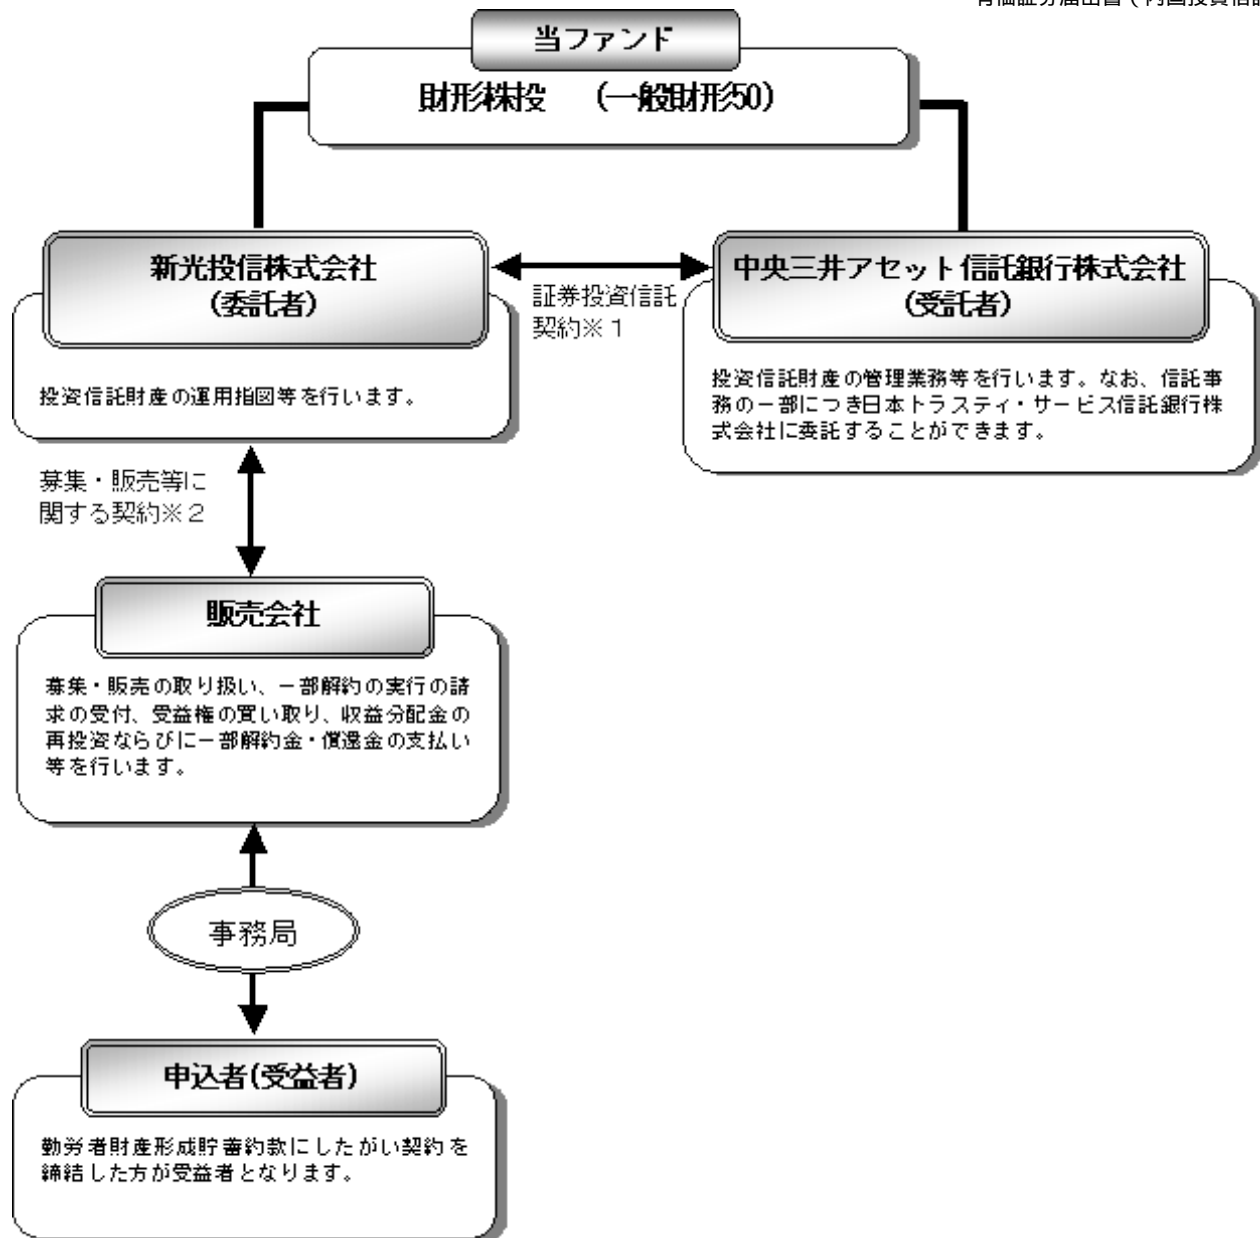 当ファンド
財形株投 (一般財形50)
新光投信株式会社
(委託者)
投資信託財産の運用指図等を行います。
証券投資信託
契約※1
中央三井アセット信託銀行株式会社
(受託者)
投資信託財産の管理業務等を行います。なお、信託事
務の一部につき日本トラスティ・サービス信託銀行株
式会社に委託することができます。
募集・販売等に
関する契約※2
販売会社
募集・販売の取り扱い、一部解約の実行の請
求の受付、受益権の買い取り、収益分配金の
再投資ならびに一部解約金・償還金の支払い
等を行います。
事務局
申込者(受益者)
勤労者財産形成貯蓄約款にしたがい契約を
締結した方が受益者となります。